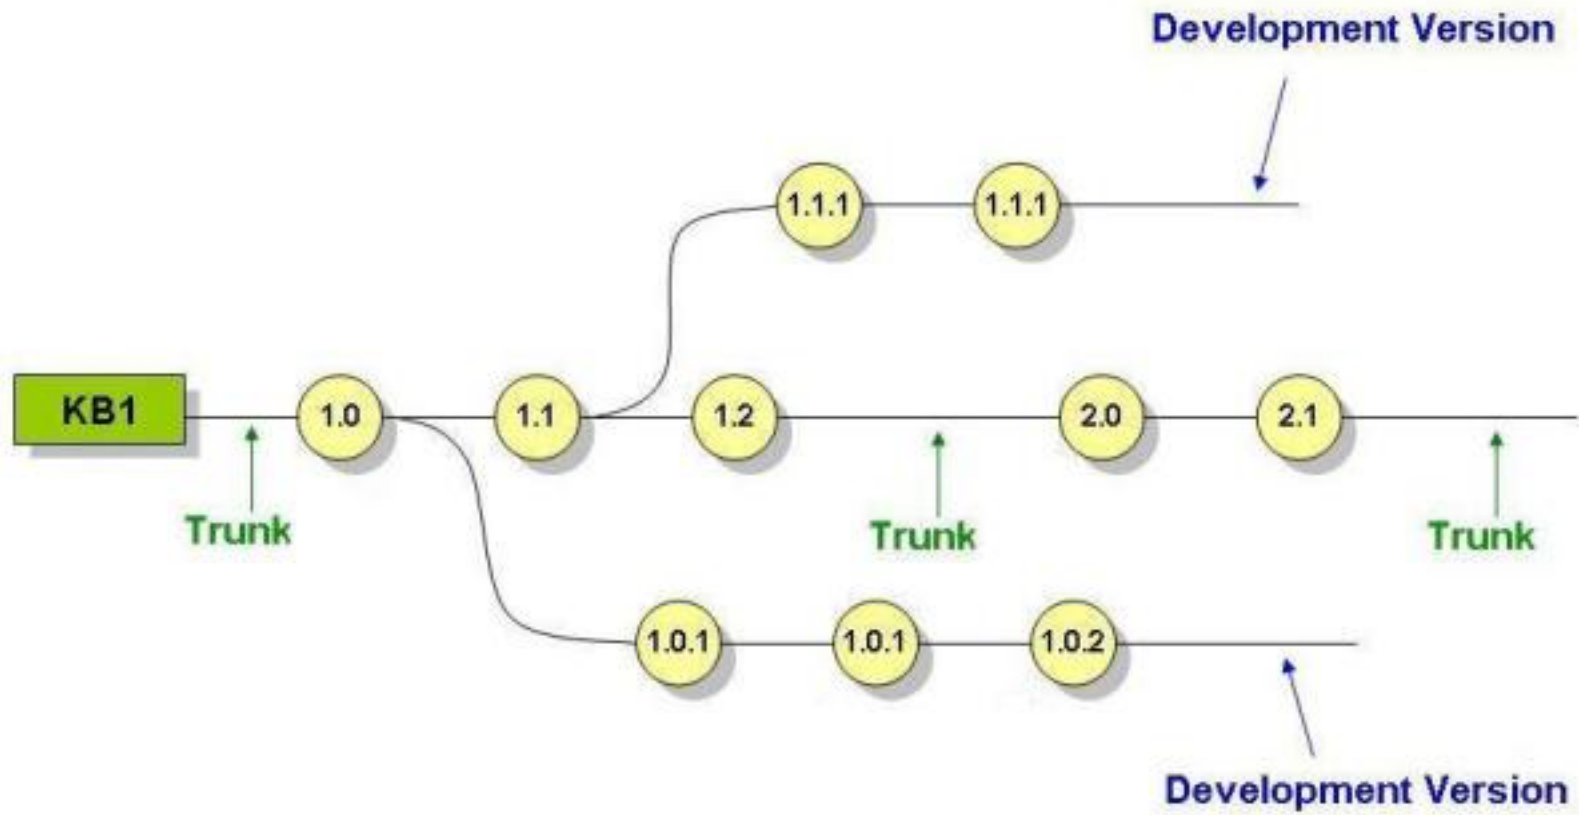 Development Version
1.1.1
1.1.1
KB1
1.0
1.1
1.2
2.0
2.1
Trunk
Trunk
Trunk
1.0.1
1.0.1
1.0.2
Development Version